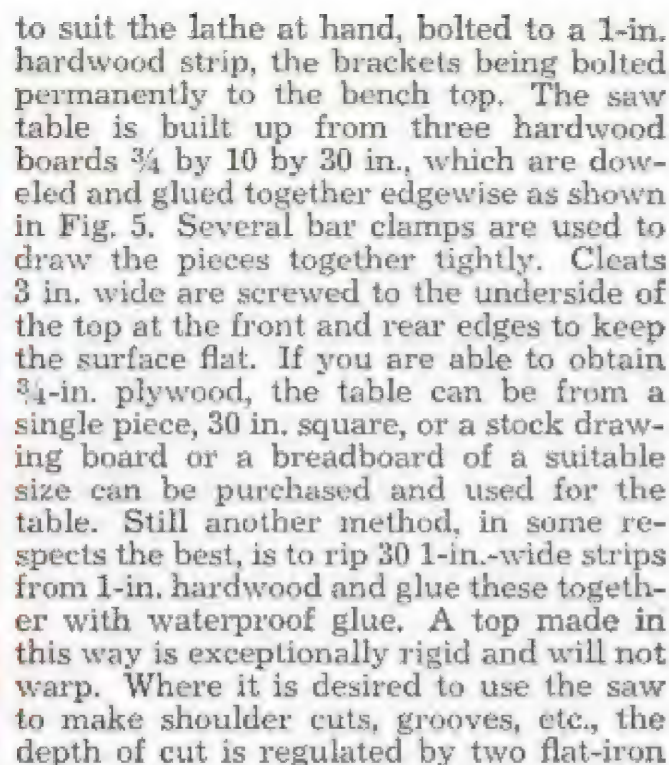 to suit the lathe at hand, bolted to a 1-in.
hardwood strip, the brackets being bolted
permanently to the bench top. The saw
table is built up from three hardwood
boards ¾ by 10 by 30 in., which are dow-
eled and glued together edgewise as shown
in Fig. 5. Several bar clamps are used to
draw the pieces together tightly. Cleats
3 in. wide are screwed to the underside of
the top at the front and rear edges to keep
the surface flat. If you are able to obtain
¾-in. plywood, the table can be from a
single piece, 30 in. square, or a stock draw-
ing board or a breadboard of a suitable
size can be purchased and used for the
table. Still another method, in some re-
spects the best, is to rip 30 1-in.-wide strips
from 1-in. hardwood and glue these togeth-
er with waterproof glue. A top made in
this way is exceptionally rigid and will not
warp. Where it is desired to use the saw
to make shoulder cuts, grooves, etc., the
depth of cut is regulated by two flat-iron